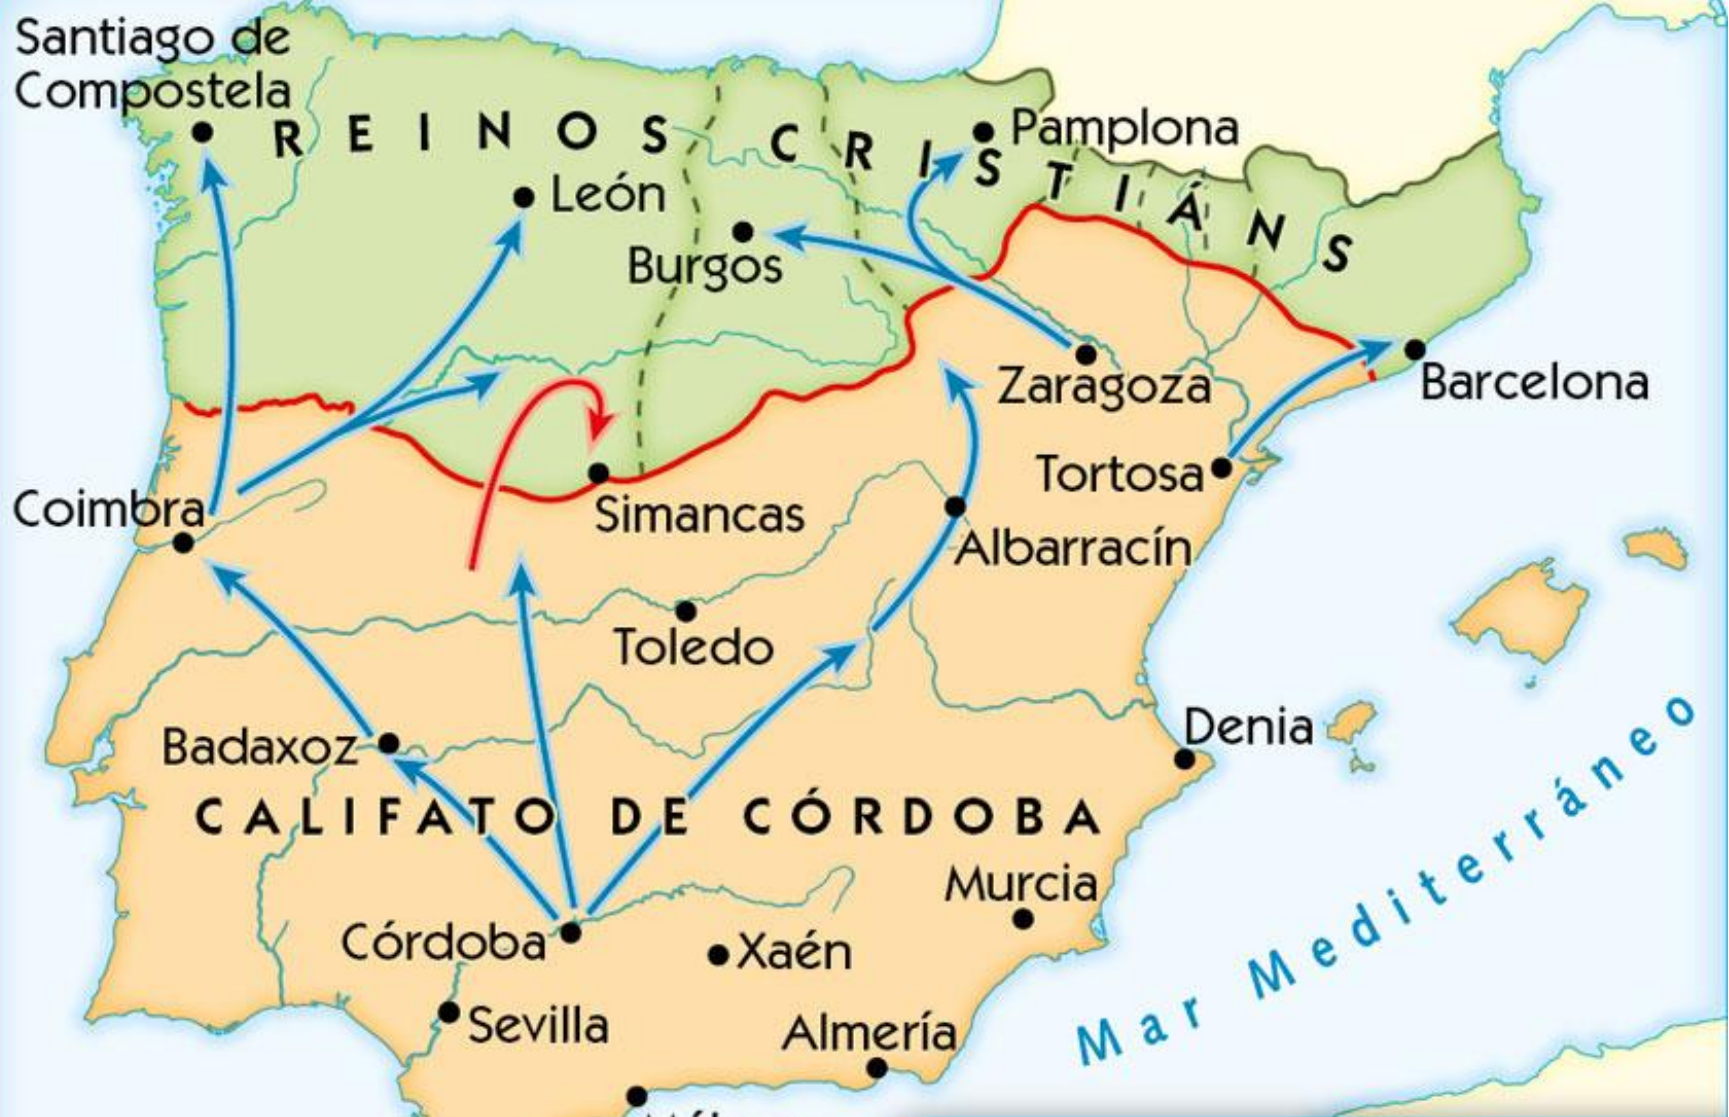 Santiago de
Compostela
REINOS CRISTIÁNS
Pamplona
León
Burgos
Zaragoza
Barcelona
Tortosa
Coimbra
Simancas
Albarracín
Toledo
Denia
Badaxoz
CALIFATO DE CÓRDOBA
Murcia
Córdoba
Xaén
Sevilla
Almería
Mar Mediterráneo